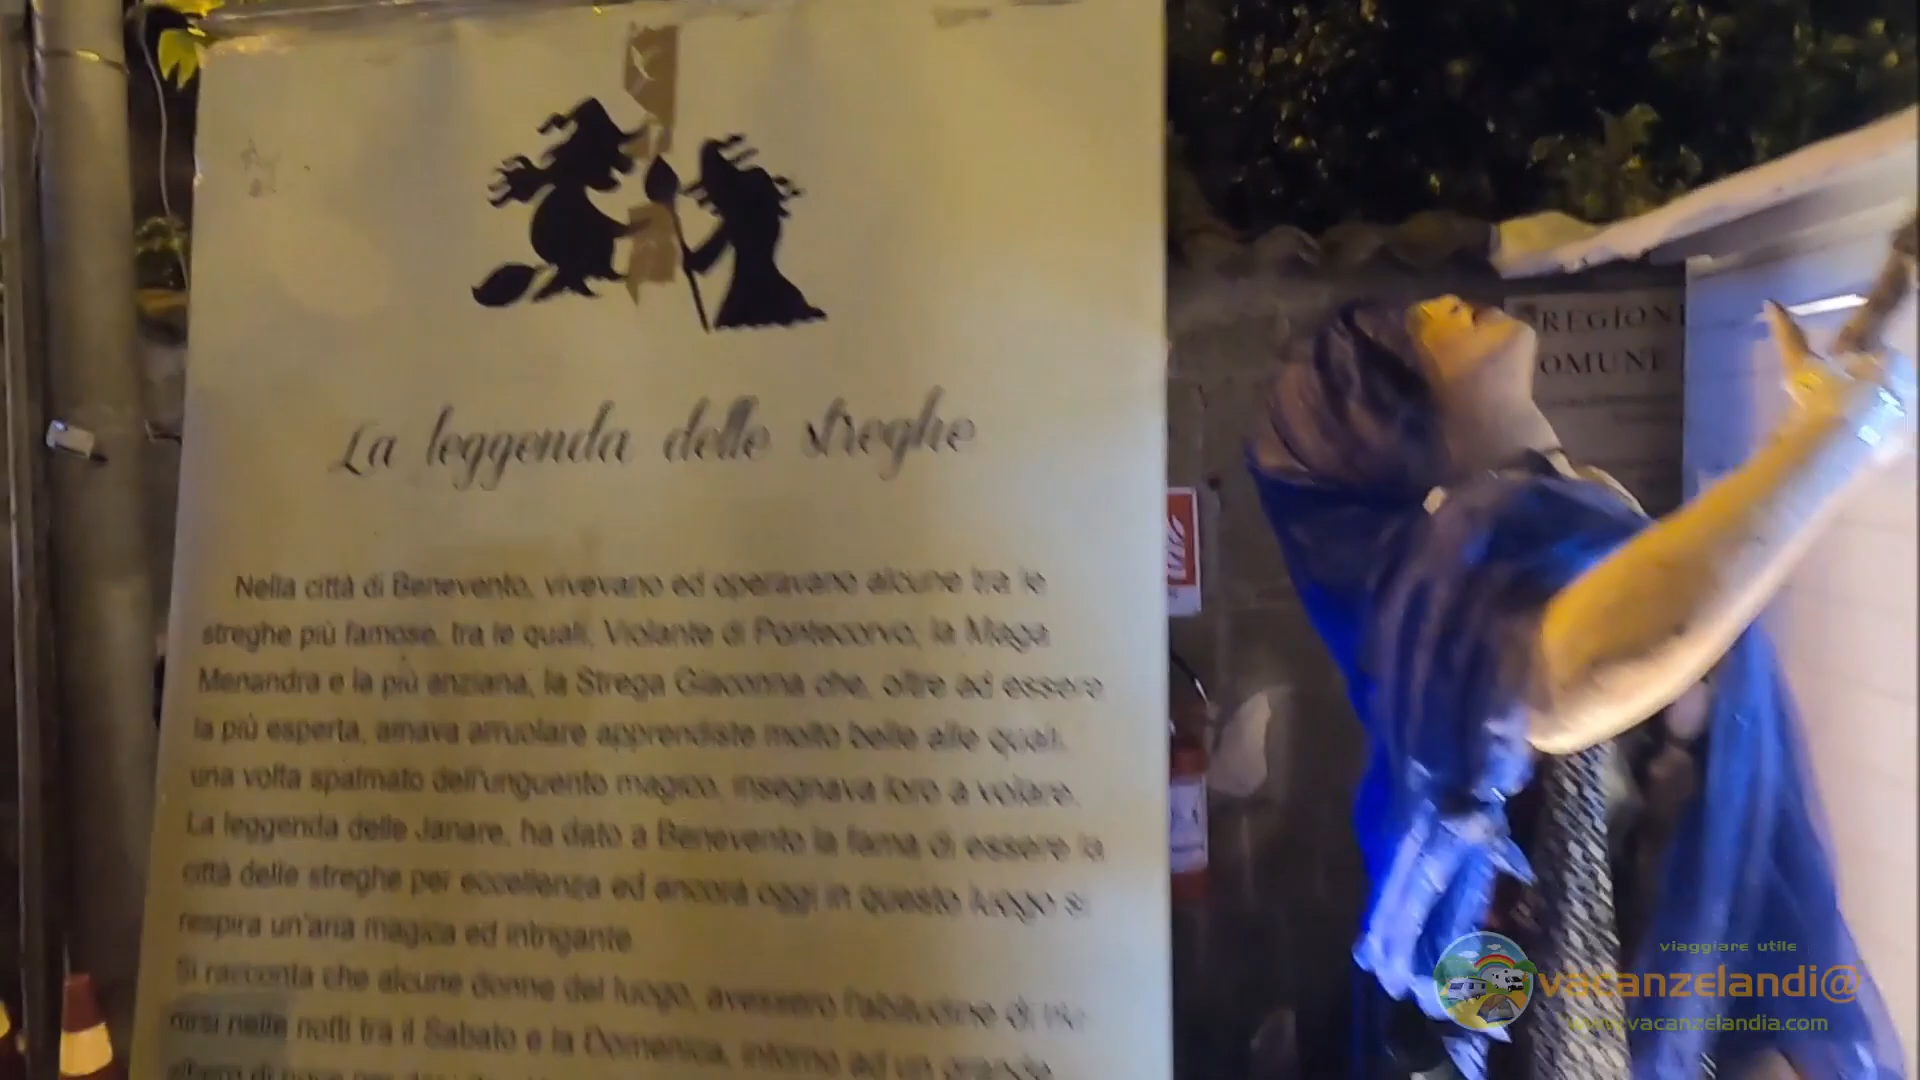 La leggenda delle streghe
Nella città di Benevento, vivevano ed operavano alcune tra le
streghe più famose, tra le quali, Violante di Pontecorvo, la Maga
Menandra e la più anziana, la Strega Giaconna che, oltre ad essere
la più esperta, amava arruolare apprendiste molto belle alle quali,
una volta spalmato dell'unguento magico, insegnava loro a volare.
La leggenda delle Janare, ha dato a Benevento la fama di essere la
città delle streghe per eccellenza ed ancora oggi in questo luogo si
respira un'aria magica ed intrigante
Si racconta che alcune donne del luogo, avessero l'abitudine di riu-
nirsi nelle notti tra il Sabato e la Domenica, intorno ad un grande
albero di noce
REGION
OMUNE
viaggiare utile
vacanzelandi@
www.vacanzelandia.com